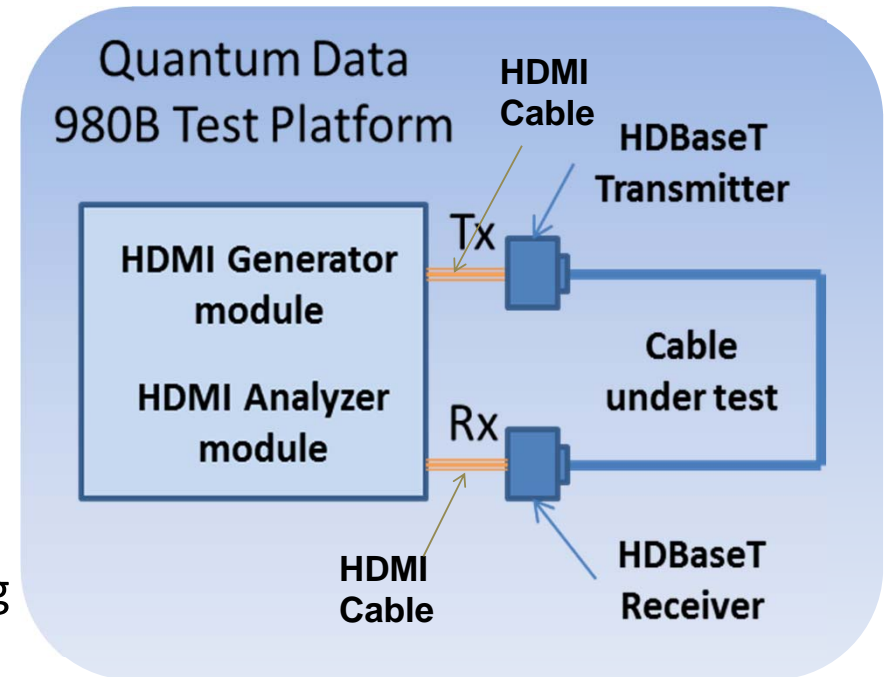 Quantum Data
980B Test Platform
HDMI
Cable
HDBaseT
Transmitter
Tx
HDMI Generator
module
Cable
under test
HDMI Analyzer
module
Rx
HDMI
Cable
HDBaseT
Receiver
g